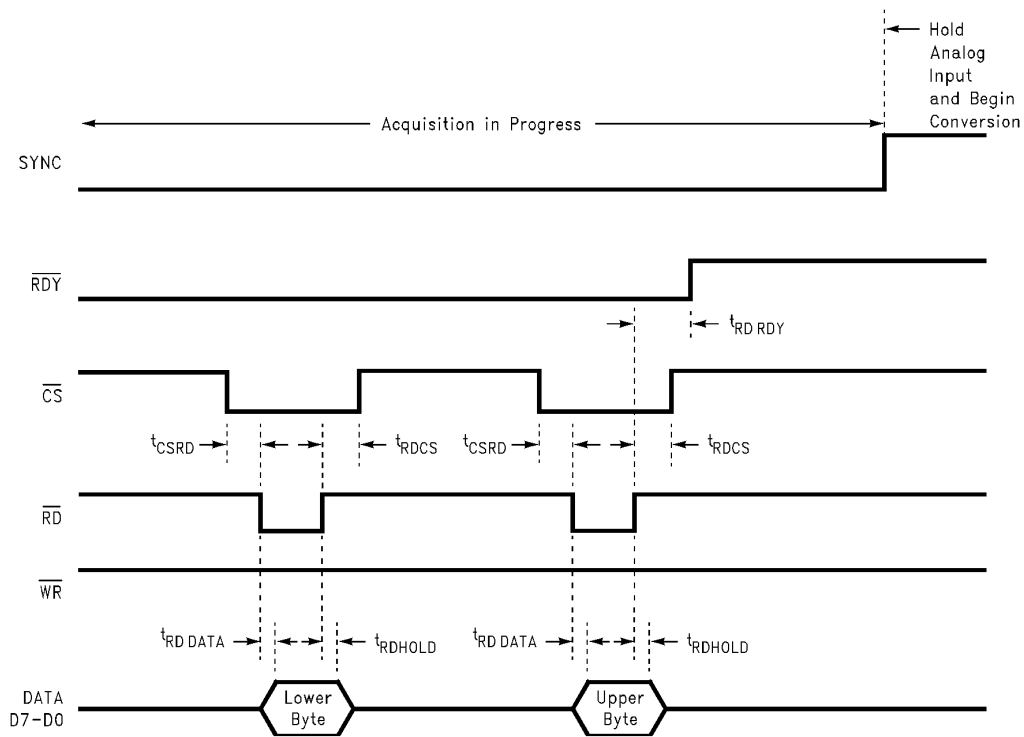 Hold
Analog
Input
and Begin
Conversion
Acquisition in Progress
SYNC
RDY
tRD RDY
CS
tCSRD
tRDCS
tCSRD
tRDCS
RD
WR
tRD DATA
tRDHOLD
tRD DATA
tRDHOLD
DATA
D7-D0
Lower
Byte
Upper
Byte